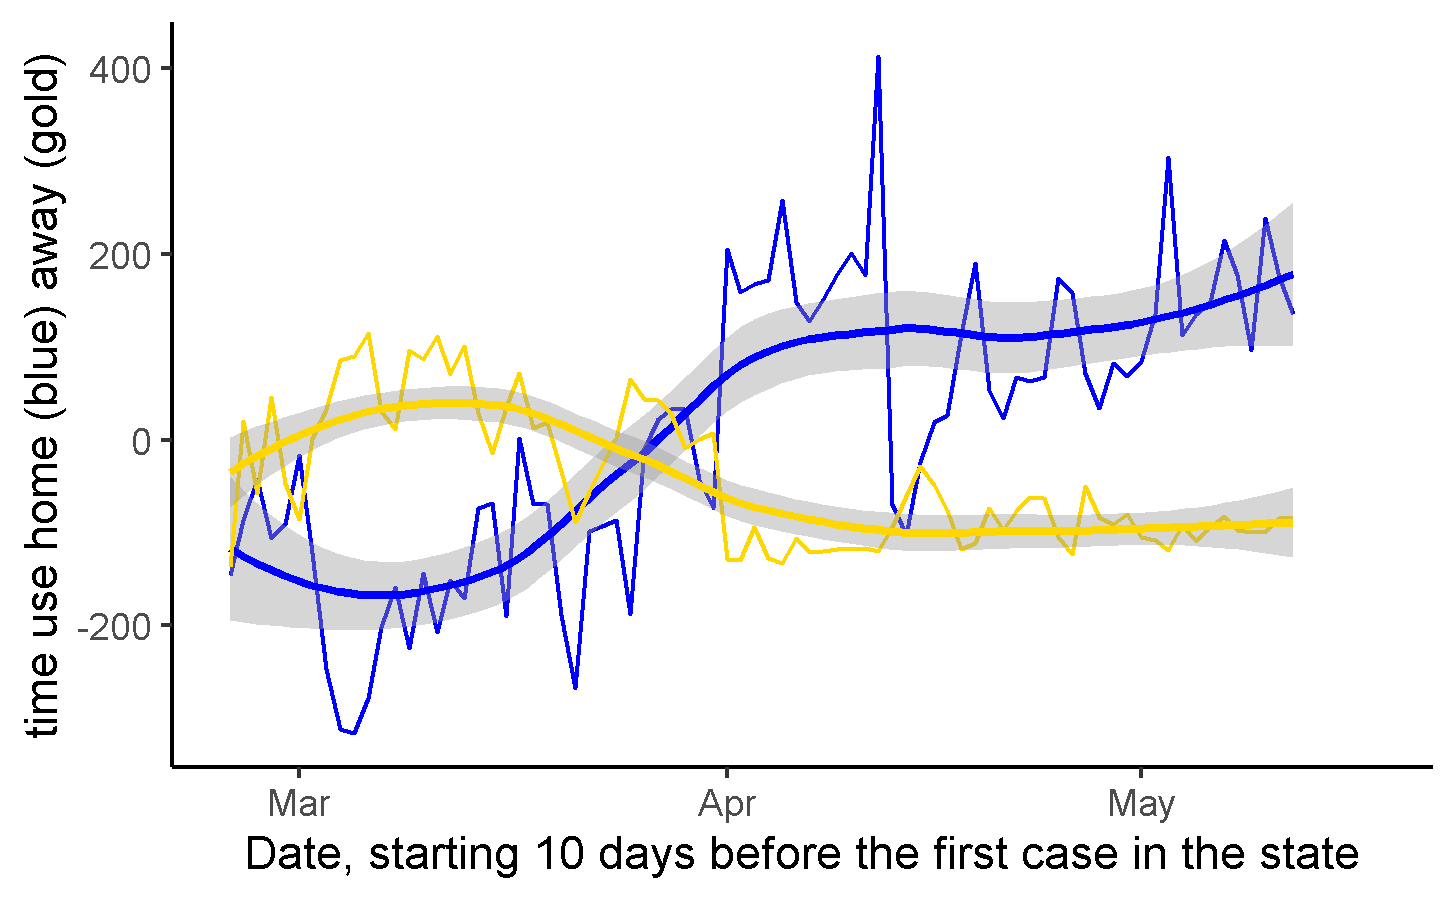 time use home (blue) away (gold)
400
200
0
-200
Mar
Apr
May
Date, starting 10 days before the first case in the state